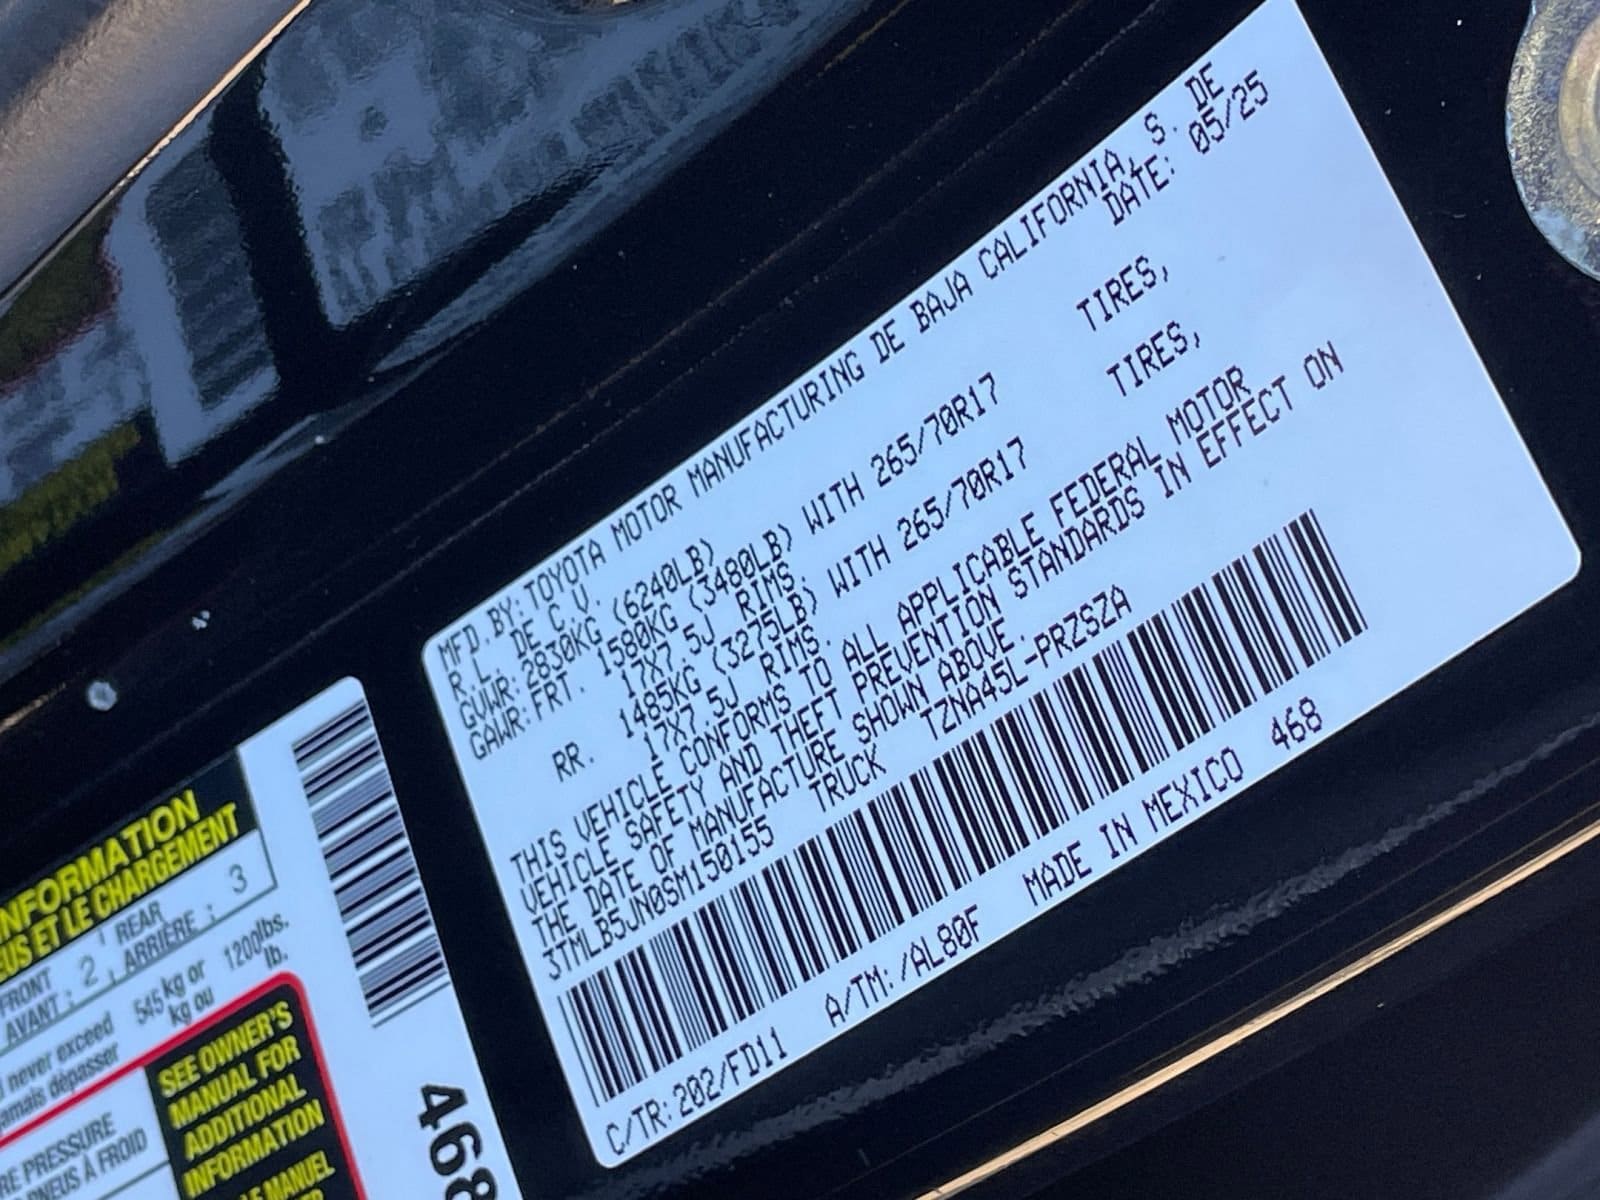 MFD.BY:TOYOTA MOTOR MANUFACTURING DE BAJA CALIFORNIA, S. DE
R.L. DE C.V. DATE: 05/25
GVWR:2830KG (6240LB)
GAWR:FRT. 1580KG (3480LB) WITH 265/70R17 TIRES,
17X7.5J RIMS.
RR. 1485KG (3275LB) WITH 265/70R17 TIRES,
17X7.5J RIMS.
THIS VEHICLE CONFORMS TO ALL APPLICABLE FEDERAL MOTOR
VEHICLE SAFETY AND THEFT PREVENTION STANDARDS IN EFFECT ON
THE DATE OF MANUFACTURE SHOWN ABOVE.
3TMLB5JN0SM150155 TRUCK TZNA45L-PRZSZA
C/TR:202/FD11 A/TM:/AL80F MADE IN MEXICO 468
INFORMATION
ET LE CHARGEMENT
FRONT 2 REAR 3
AVANT : ARRIÈRE :
never exceed 545 kg or 1200 lbs.
jamais dépasser kg ou lb.
SEE OWNER'S
MANUAL FOR
ADDITIONAL
INFORMATION
PRESSURE
PNEUS À FROID
MANUEL
468